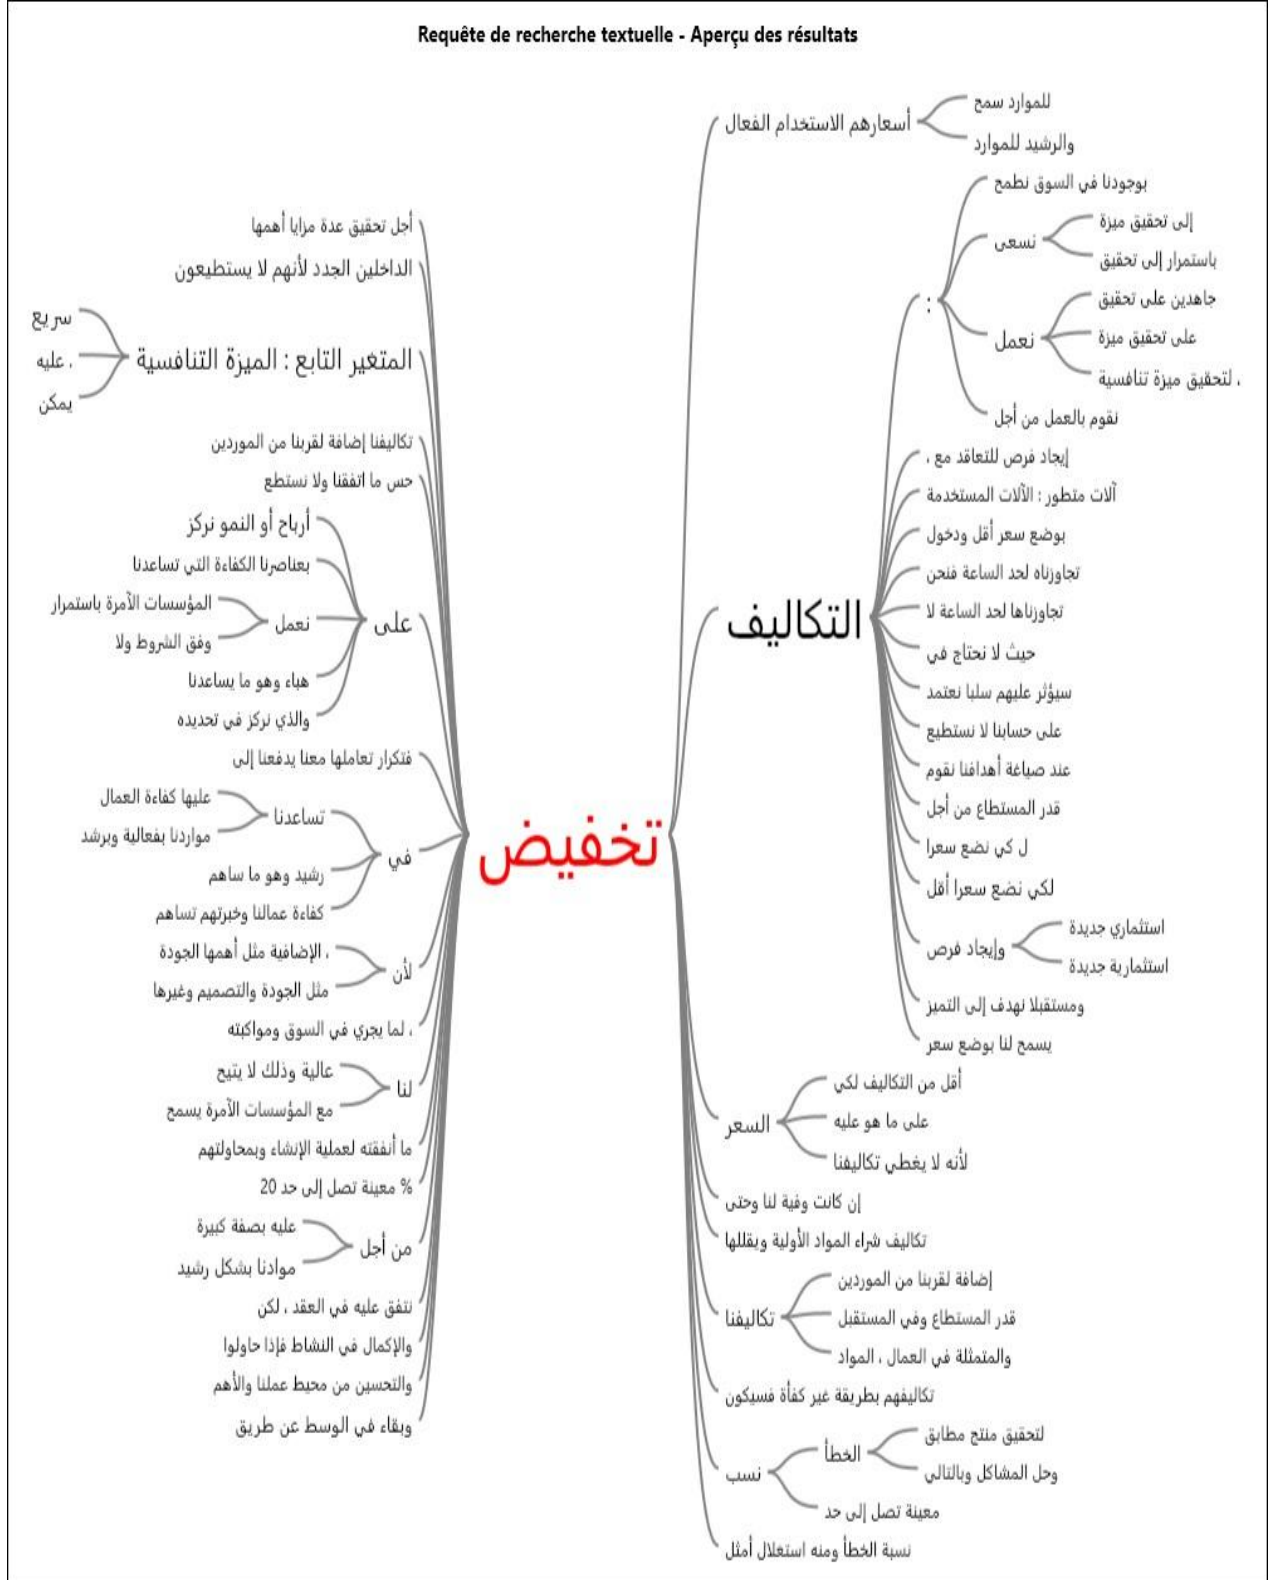 Requête de recherche textuelle - Aperçu des résultats
أسعارهم الاستخدام الفعال
للموارد سمح
والرشيد للموارد
:
بوجودنا في السوق نطمح
نسعى
إلى تحقيق ميزة
باستمرار إلى تحقيق
نعمل
جاهدين على تحقيق
على تحقيق ميزة
، لتحقيق ميزة تنافسية
نقوم بالعمل من أجل
التكاليف
إيجاد فرص للتعاقد مع ،
آلات متطور : الآلات المستخدمة
بوضع سعر أقل ودخول
تجاوزناه لحد الساعة فنحن
تجاوزناها لحد الساعة لا
حيث لا نحتاج في
سيؤثر عليهم سلبا نعتمد
على حسابنا لا نستطيع
عند صياغة أهدافنا نقوم
قدر المستطاع من أجل
ل كي نضع سعرا
لكي نضع سعرا أقل
وإيجاد فرص
استثماري جديدة
استثمارية جديدة
ومستقبلا نهدف إلى التميز
يسمح لنا بوضع سعر
السعر
أقل من التكاليف لكي
على ما هو عليه
لأنه لا يغطي تكاليفنا
إن كانت وفية لنا وحتى
تكاليف شراء المواد الأولية ويقللها
تكاليفنا
إضافة لقربنا من الموردين
قدر المستطاع وفي المستقبل
والمتمثلة في العمال ، المواد
تكاليفهم بطريقة غير كفأة فسيكون
نسب
الخطأ
لتحقيق منتج مطابق
وحل المشاكل وبالتالي
معينة تصل إلى حد
نسبة الخطأ ومنه استغلال أمثل
تخفيض
أجل تحقيق عدة مزايا أهمها
الداخلين الجدد لأنهم لا يستطيعون
المتغير التابع : الميزة التنافسية
سريع
، عليه
يمكن
تكاليفنا إضافة لقربنا من الموردين
حس ما اتفقنا ولا نستطع
على
أرباح أو النمو نركز
بعناصرنا الكفاءة التي تساعدنا
نعمل
المؤسسات الآمرة باستمرار
وفق الشروط ولا
هباء وهو ما يساعدنا
والذي نركز في تحديده
فتكرار تعاملها معنا يدفعنا إلى
في
تساعدنا
عليها كفاءة العمال
مواردنا بفعالية وبرشد
رشيد وهو ما ساهم
كفاءة عمالنا وخبرتهم تساهم
لأن
، الإضافية مثل أهمها الجودة
مثل الجودة والتصميم وغيرها
، لما يجري في السوق ومواكبته
لنا
عالية وذلك لا يتيح
مع المؤسسات الآمرة يسمح
ما أنفقته لعملية الإنشاء وبمحاولتهم
% معينة تصل إلى حد 20
من أجل
عليه بصفة كبيرة
موادنا بشكل رشيد
نتفق عليه في العقد ، لكن
والإكمال في النشاط فإذا حاولوا
والتحسين من محيط عملنا والأهم
وبقاء في الوسط عن طريق